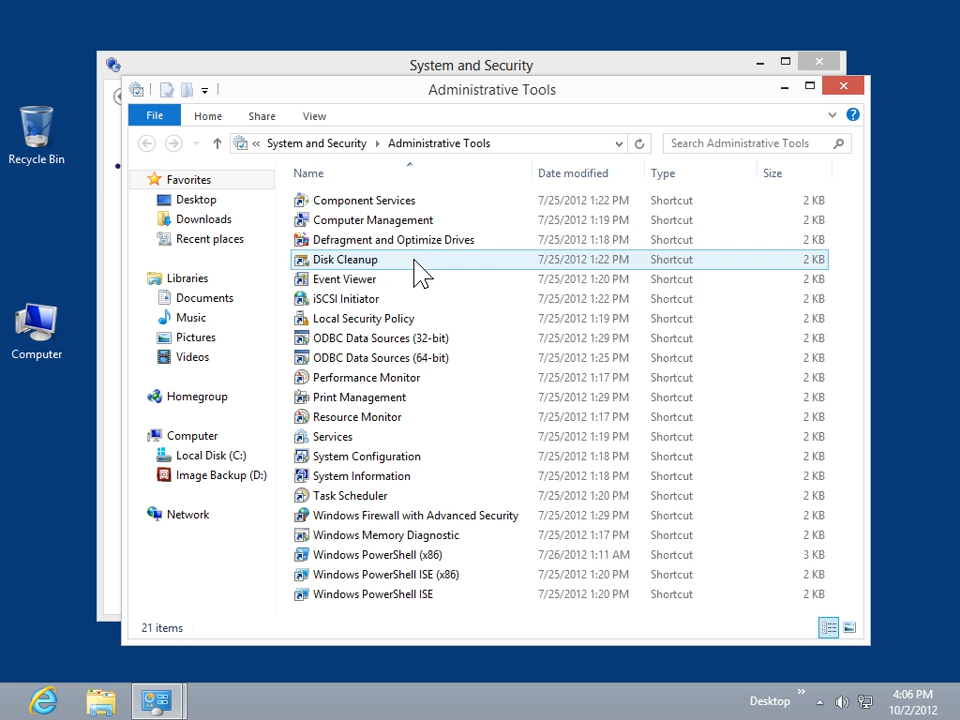 System and Security
Administrative Tools
File Home Share View
« System and Security Administrative Tools
Search Administrative Tools
Recycle Bin
Computer
Favorites
Desktop
Downloads
Recent places
Libraries
Documents
Music
Pictures
Videos
Homegroup
Computer
Local Disk (C:)
Image Backup (D:)
Network
Name Date modified Type Size
Component Services 7/25/2012 1:22 PM Shortcut 2 KB
Computer Management 7/25/2012 1:19 PM Shortcut 2 KB
Defragment and Optimize Drives 7/25/2012 1:18 PM Shortcut 2 KB
Disk Cleanup 7/25/2012 1:22 PM Shortcut 2 KB
Event Viewer 7/25/2012 1:20 PM Shortcut 2 KB
iSCSI Initiator 7/25/2012 1:22 PM Shortcut 2 KB
Local Security Policy 7/25/2012 1:22 PM Shortcut 2 KB
ODBC Data Sources (32-bit) 7/25/2012 1:29 PM Shortcut 2 KB
ODBC Data Sources (64-bit) 7/25/2012 1:25 PM Shortcut 2 KB
Performance Monitor 7/25/2012 1:17 PM Shortcut 2 KB
Print Management 7/25/2012 1:29 PM Shortcut 2 KB
Resource Monitor 7/25/2012 1:17 PM Shortcut 2 KB
Services 7/25/2012 1:19 PM Shortcut 2 KB
System Configuration 7/25/2012 1:18 PM Shortcut 2 KB
System Information 7/25/2012 1:18 PM Shortcut 2 KB
Task Scheduler 7/25/2012 1:20 PM Shortcut 2 KB
Windows Firewall with Advanced Security 7/25/2012 1:29 PM Shortcut 2 KB
Windows Memory Diagnostic 7/25/2012 1:17 PM Shortcut 2 KB
Windows PowerShell (x86) 7/26/2012 1:11 AM Shortcut 3 KB
Windows PowerShell ISE (x86) 7/25/2012 1:20 PM Shortcut 2 KB
Windows PowerShell ISE 7/25/2012 1:20 PM Shortcut 2 KB
21 items
Desktop »
4:06 PM
10/2/2012